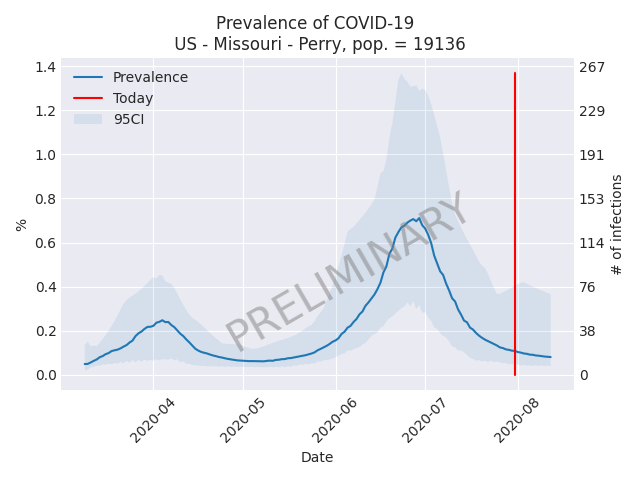 Prevalence of COVID-19
US - Missouri - Perry, pop. = 19136
Prevalence
Today
95CI
1.4
1.2
1.0
0.8
0.6
0.4
0.2
0.0
%
267
229
191
153
114
76
38
0
# of infections
PRELIMINARY
2020-04
2020-05
2020-06
2020-07
2020-08
Date